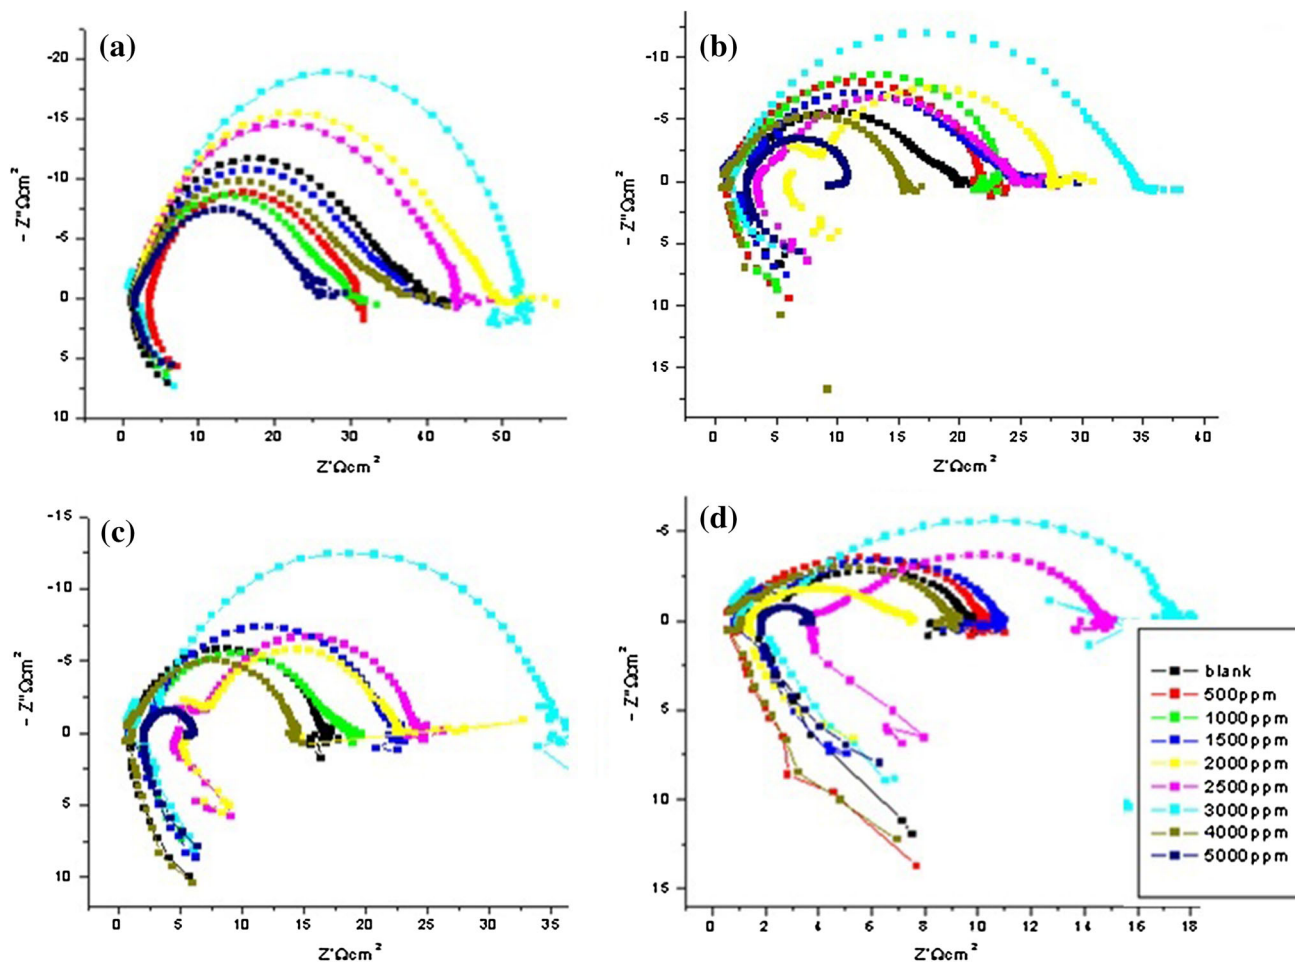 (a)
-20
-15
-10
-5
0
5
10
- Z''Ωcm²
0 10 20 30 40 50
Z'Ωcm²
(b)
-10
-5
0
5
10
15
- Z''Ωcm²
0 5 10 15 20 25 30 35 40
Z'Ωcm²
(c)
-15
-10
-5
0
5
10
- Z''Ωcm²
0 5 10 15 20 25 30 35
Z'Ωcm²
(d)
-5
0
5
10
15
- Z''Ωcm²
0 2 4 6 8 10 12 14 16 18
Z'Ωcm²
blank
500ppm
1000ppm
1500ppm
2000ppm
2500ppm
3000ppm
4000ppm
5000ppm